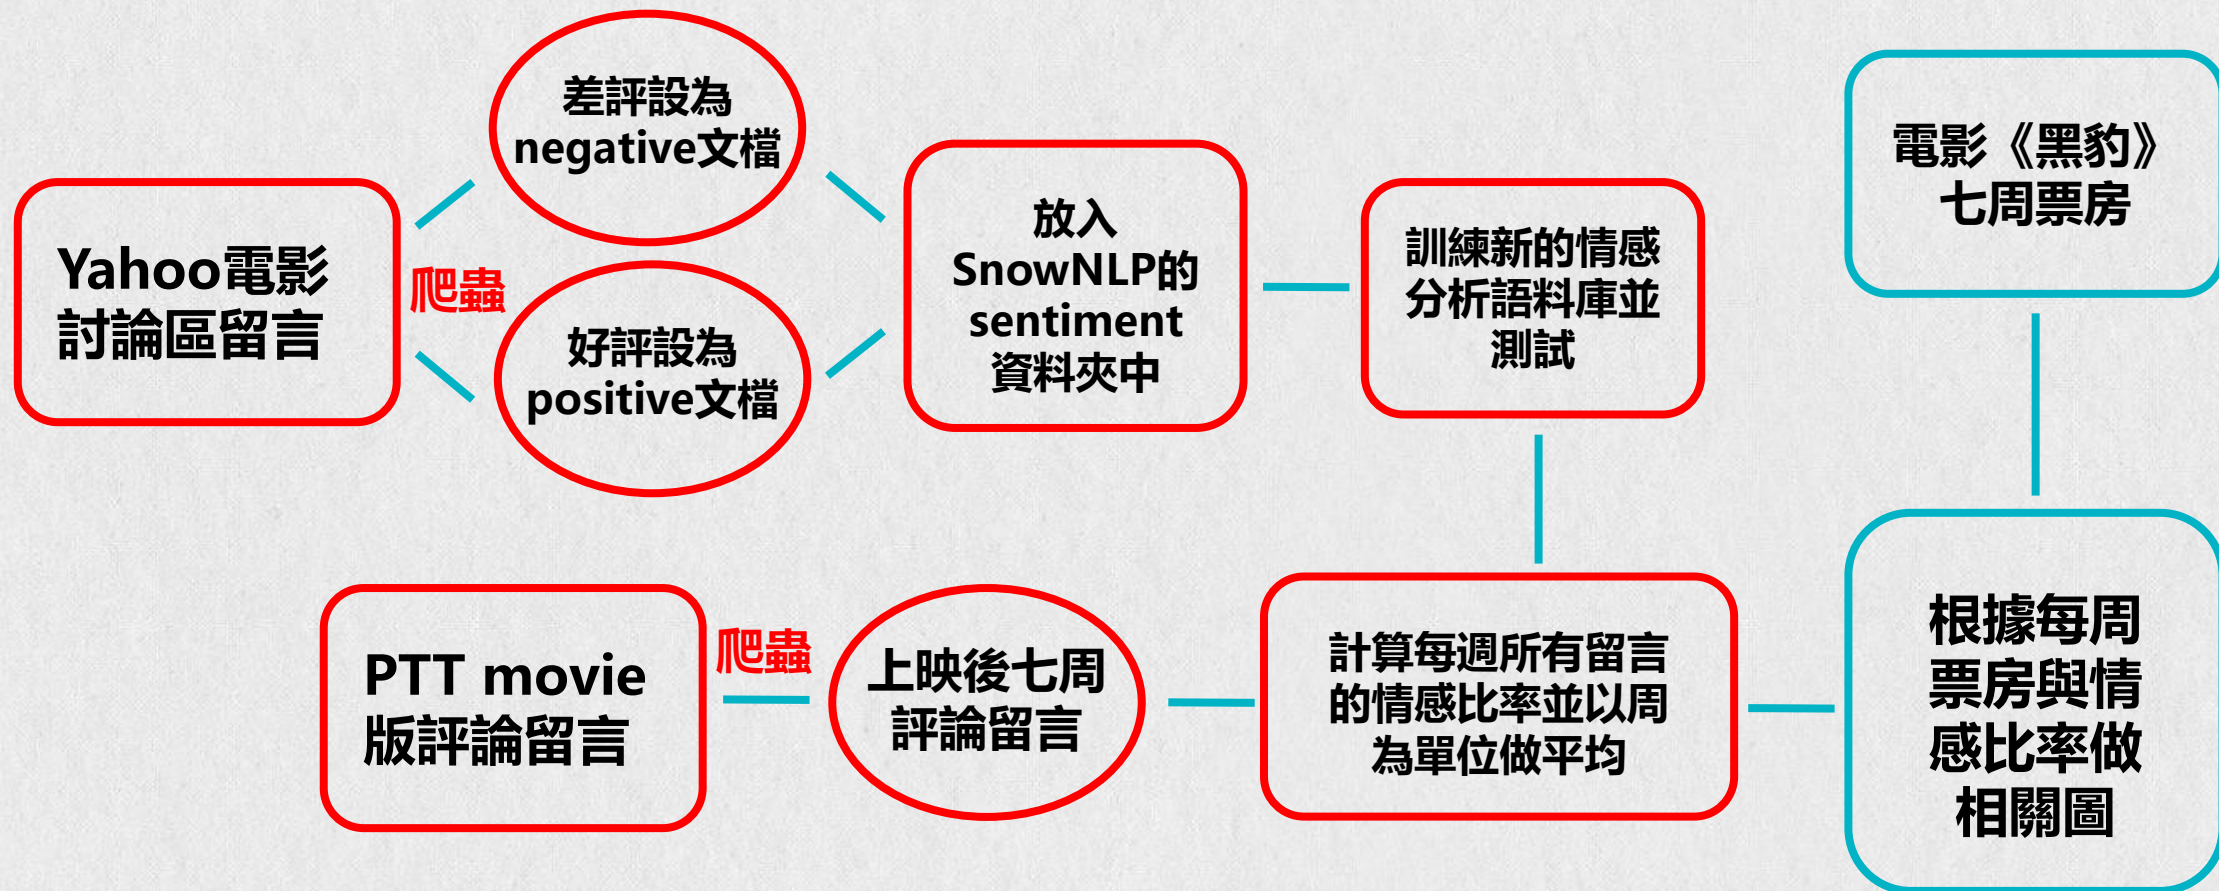 差評設為
negative文檔
Yahoo電影
討論區留言
爬蟲
好評設為
positive文檔
放入
SnowNLP的
sentiment
資料夾中
訓練新的情感
分析語料庫並
測試
電影《黑豹》
七周票房
PTT movie
版評論留言
爬蟲
上映後七周
評論留言
計算每週所有留言
的情感比率並以周
為單位做平均
根據每周
票房與情
感比率做
相關圖